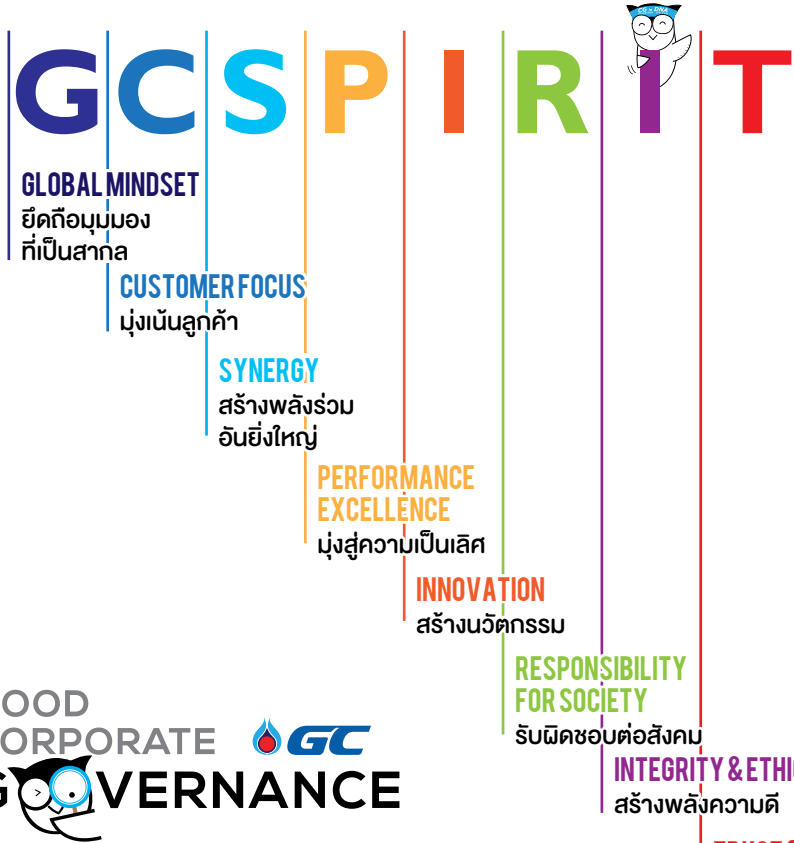 CG in DNA
GCSPIRIT
GLOBAL MINDSET
ยึดถือมุมมอง
ที่เป็นสากล
CUSTOMER FOCUS
มุ่งเน้นลูกค้า
SYNERGY
สร้างพลังร่วม
อันยิ่งใหญ่
PERFORMANCE
EXCELLENCE
มุ่งสู่ความเป็นเลิศ
INNOVATION
สร้างนวัตกรรม
RESPONSIBILITY
FOR SOCIETY
รับผิดชอบต่อสังคม
INTEGRITY & ETHIC
สร้างพลังความดี
OOD
ORPORATE GC
GOVERNANCE